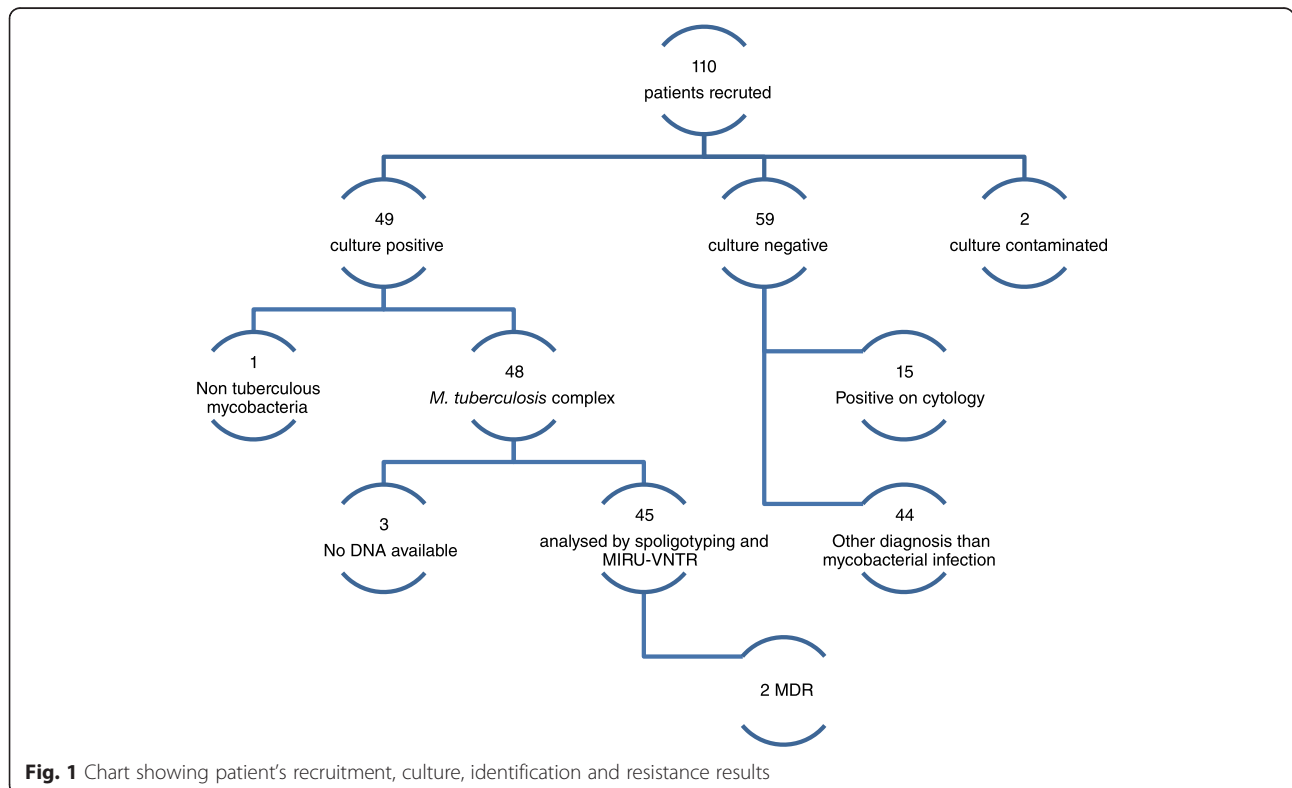 110
patients recruted
49
culture positive
59
culture negative
2
culture contaminated
1
Non tuberculous
mycobacteria
48
M. tuberculosis complex
15
Positive on cytology
3
No DNA available
45
analysed by spoligotyping and
MIRU-VNTR
44
Other diagnosis than
mycobacterial infection
2 MDR
Fig. 1 Chart showing patient’s recruitment, culture, identification and resistance results